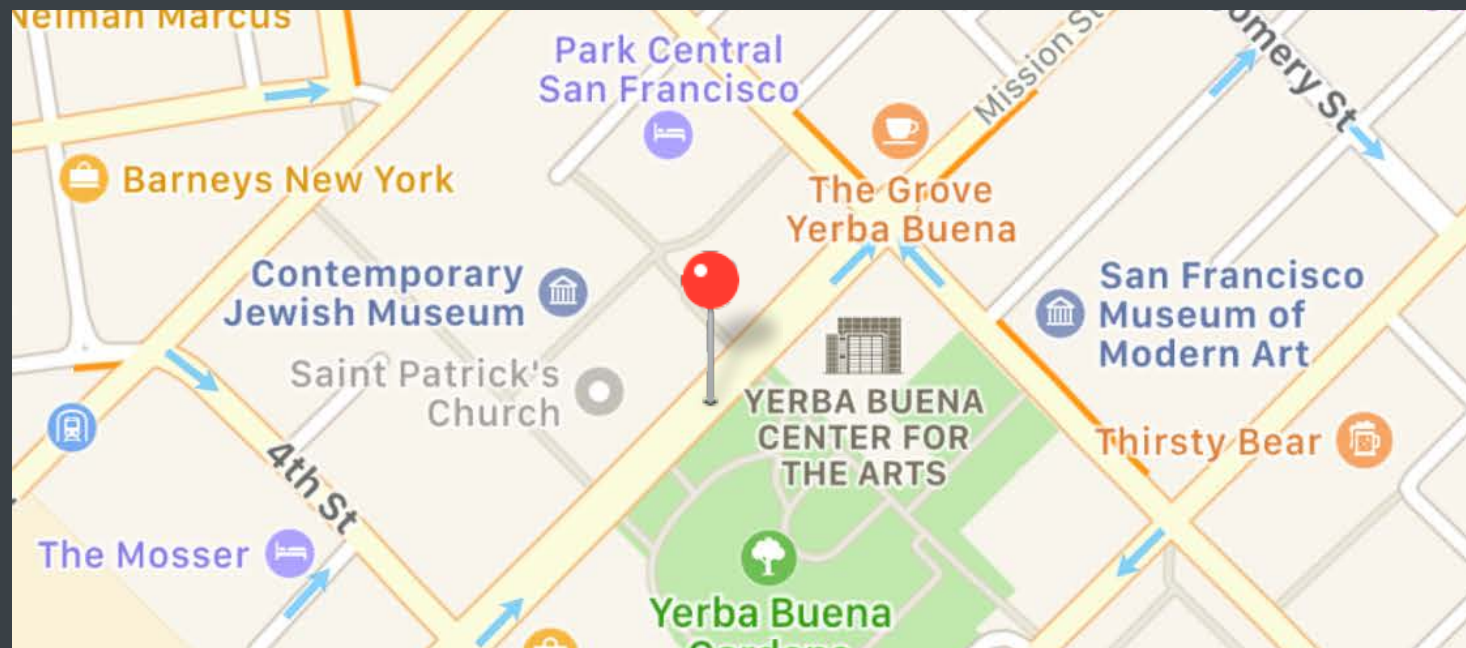 Neiman Marcus
Park Central
San Francisco
Mission St
omery St
Barneys New York
The Grove
Yerba Buena
Contemporary
Jewish Museum
San Francisco
Museum of
Modern Art
Saint Patrick's
Church
YERBA BUENA
CENTER FOR
THE ARTS
Thirsty Bear
4th St
The Mosser
Yerba Buena
Gardens